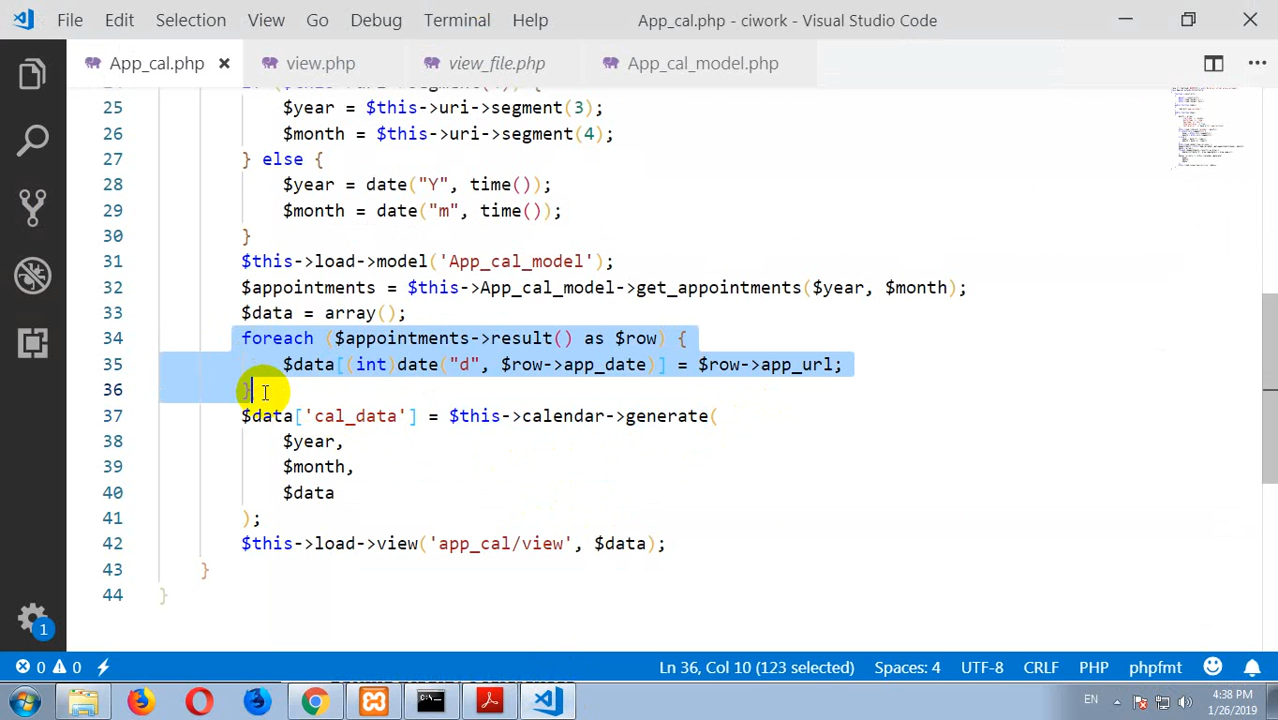 File Edit Selection View Go Debug Terminal Help App_cal.php - ciwork - Visual Studio Code
App_cal.php view.php view_file.php App_cal_model.php
25 $year = $this->uri->segment(3);
26 $month = $this->uri->segment(4);
27 } else {
28 $year = date("Y", time());
29 $month = date("m", time());
30 }
31 $this->load->model('App_cal_model');
32 $appointments = $this->App_cal_model->get_appointments($year, $month);
33 $data = array();
34 foreach ($appointments->result() as $row) {
35 $data[(int)date("d", $row->app_date)] = $row->app_url;
36 }
37 $data['cal_data'] = $this->calendar->generate(
38 $year,
39 $month,
40 $data
41 );
42 $this->load->view('app_cal/view', $data);
43 }
44 }
1
0 0 Ln 36, Col 10 (123 selected) Spaces: 4 UTF-8 CRLF PHP phpfmt
EN 4:38 PM
1/26/2019